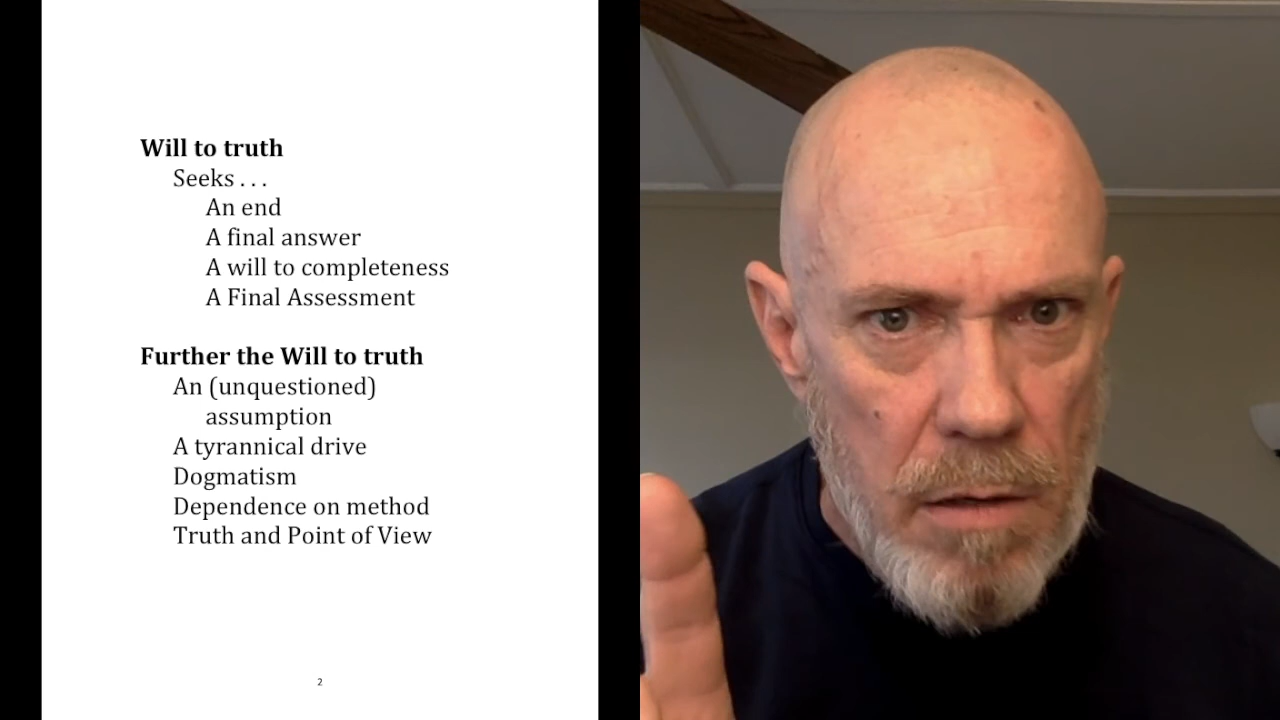 Will to truth
Seeks . . .
An end
A final answer
A will to completeness
A Final Assessment
Further the Will to truth
An (unquestioned)
assumption
A tyrannical drive
Dogmatism
Dependence on method
Truth and Point of View
2